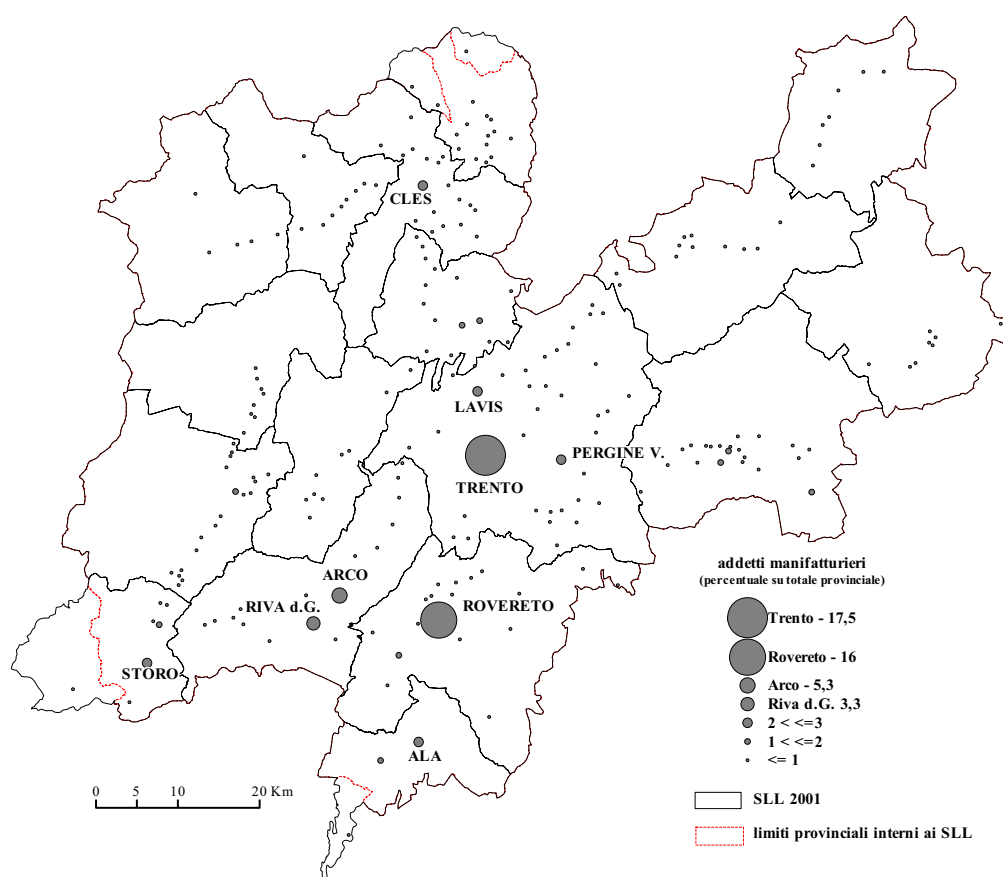 CLES
LAVIS
PERGINE V.
TRENTO
ARCO
RIVA d.G.
ROVERETO
STORO
ALA
addetti manifatturieri
(percentuale su totale provinciale)
Trento - 17,5
Rovereto - 16
Arco - 5,3
Riva d.G. 3,3
2 < <=3
1 < <=2
<= 1
0 5 10 20 Km
SLL 2001
limiti provinciali interni ai SLL